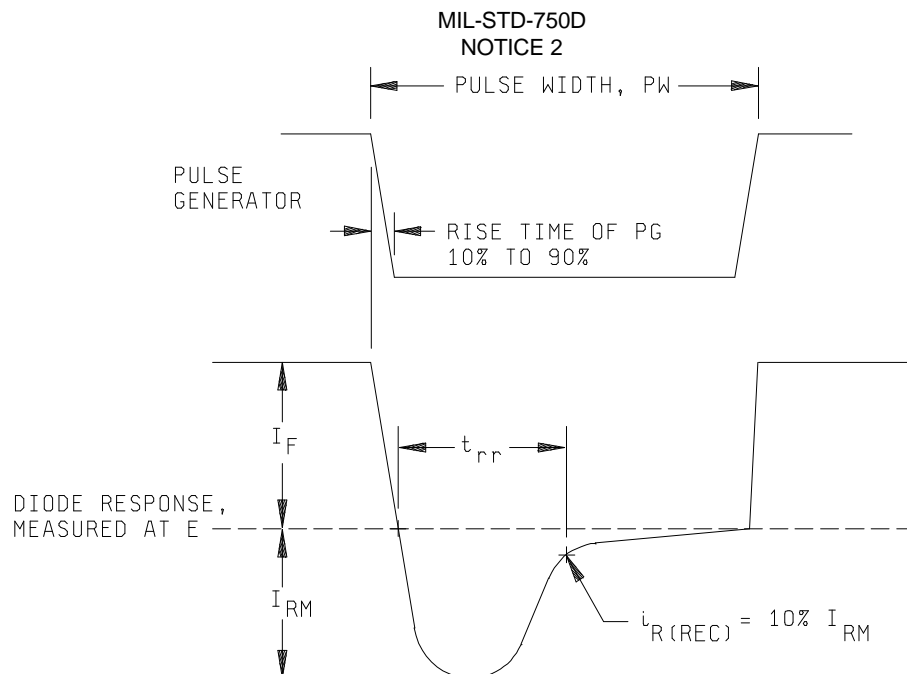 MIL-STD-750D
NOTICE 2
PULSE WIDTH, PW
PULSE
GENERATOR
RISE TIME OF PG
10% TO 90%
I_F
t_rr
DIODE RESPONSE,
MEASURED AT E
I_RM
i_R(REC) = 10% I_RM